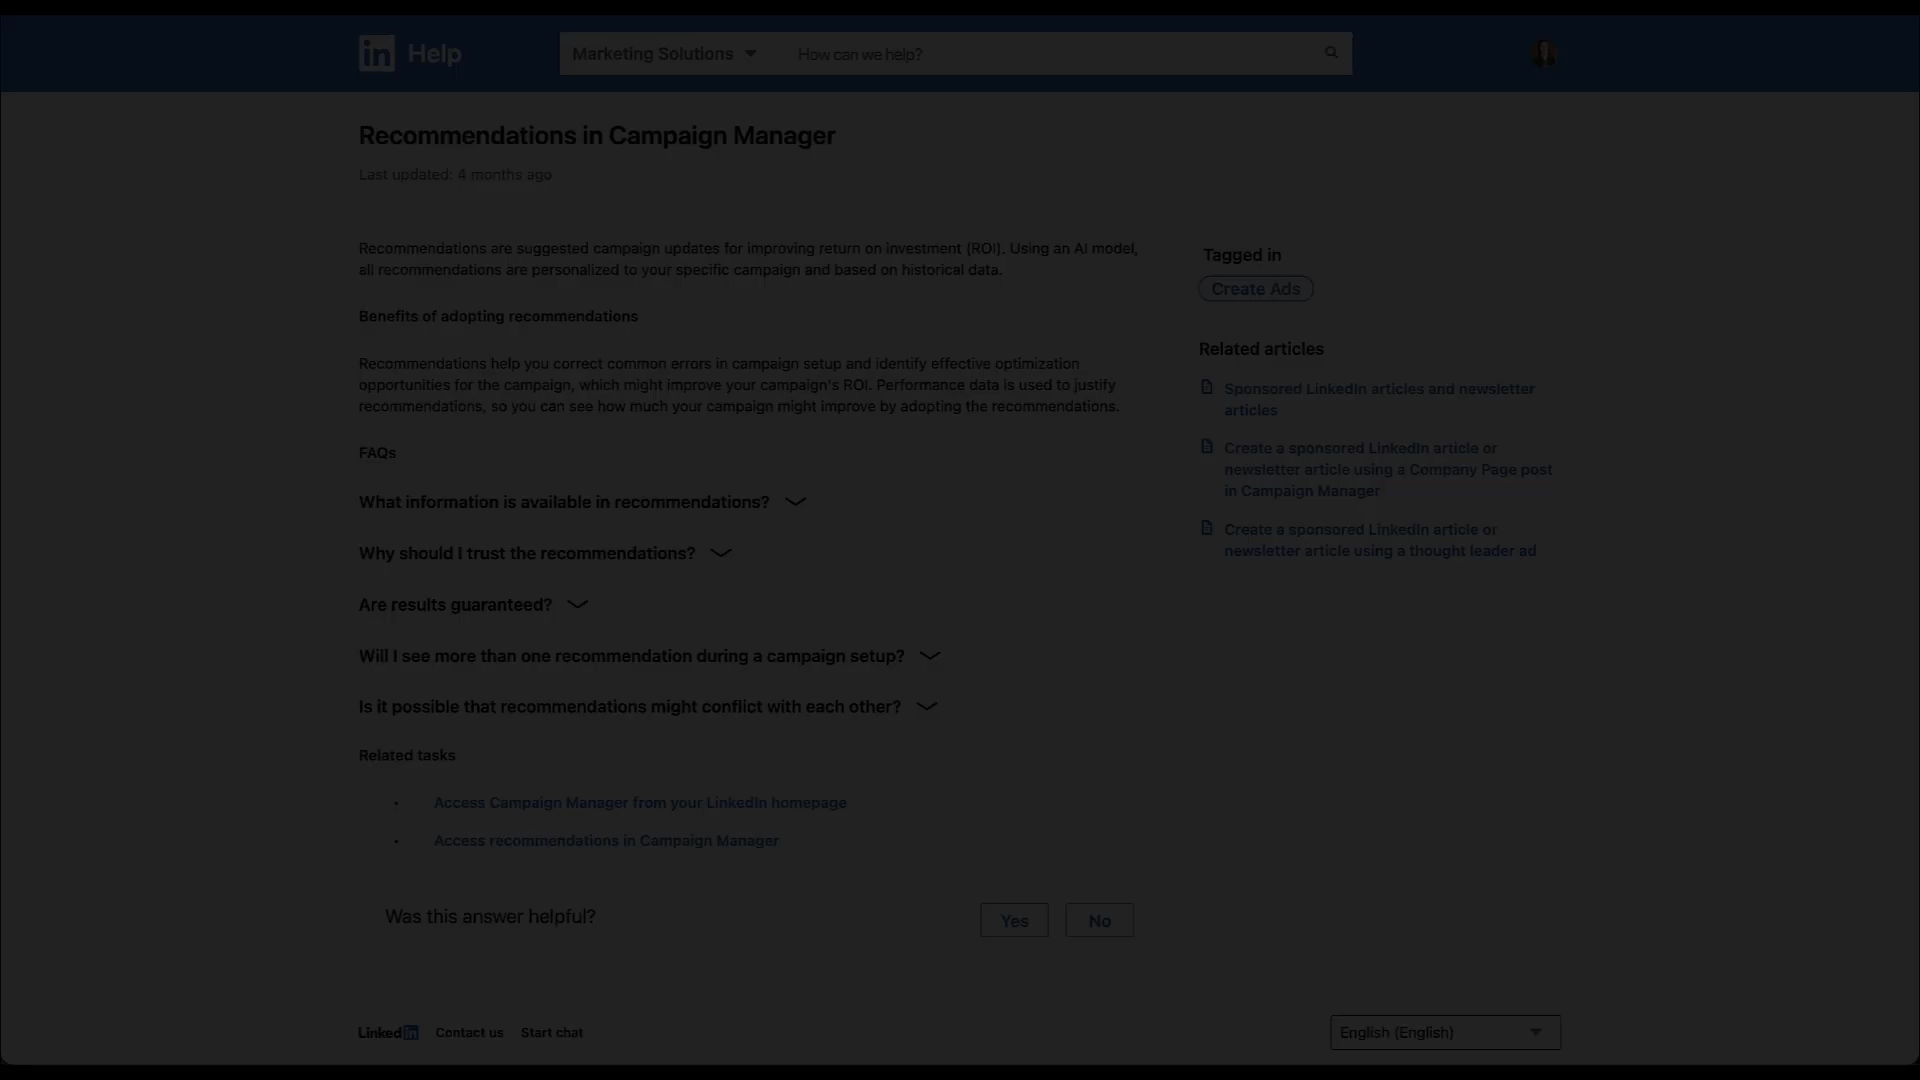 in Help
Marketing Solutions
How can we help?
Recommendations in Campaign Manager
Last updated: 4 months ago
Recommendations are suggested campaign updates for improving return on investment (ROI). Using an AI model,
all recommendations are personalized to your specific campaign and based on historical data.
Benefits of adopting recommendations
Recommendations help you correct common errors in campaign setup and identify effective optimization
opportunities for the campaign, which might improve your campaign's ROI. Performance data is used to justify
recommendations, so you can see how much your campaign might improve by adopting the recommendations.
FAQs
What information is available in recommendations?
Why should I trust the recommendations?
Are results guaranteed?
Will I see more than one recommendation during a campaign setup?
Is it possible that recommendations might conflict with each other?
Related tasks
• Access Campaign Manager from your LinkedIn homepage
• Access recommendations in Campaign Manager
Was this answer helpful?
Yes
No
Tagged in
Create Ads
Related articles
Sponsored LinkedIn articles and newsletter
articles
Create a sponsored LinkedIn article or
newsletter article using a Company Page post
in Campaign Manager
Create a sponsored LinkedIn article or
newsletter article using a thought leader ad
LinkedIn Contact us Start chat
English (English)